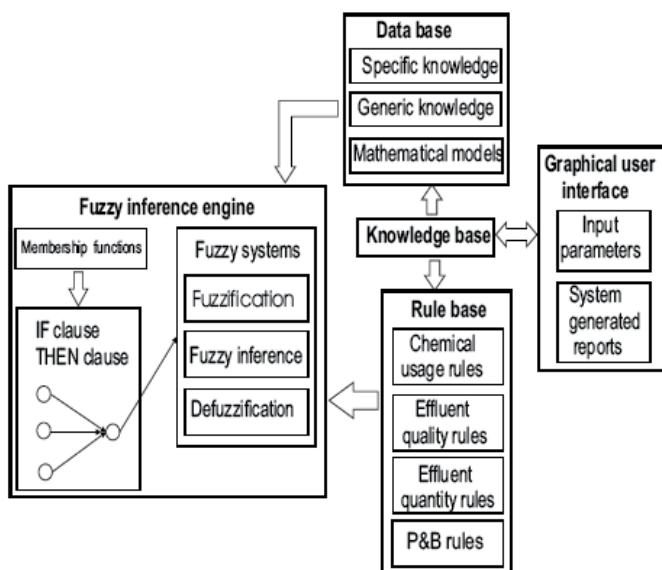 Data base
Specific knowledge
Generic knowledge
Mathematical models
Graphical user
interface
Input
parameters
System
generated
reports
Knowledge base
Fuzzy inference engine
Membership functions
IF clause
THEN clause
Fuzzy systems
Fuzzification
Fuzzy inference
Defuzzification
Rule base
Chemical
usage rules
Effluent
quality rules
Effluent
quantity rules
P&B rules